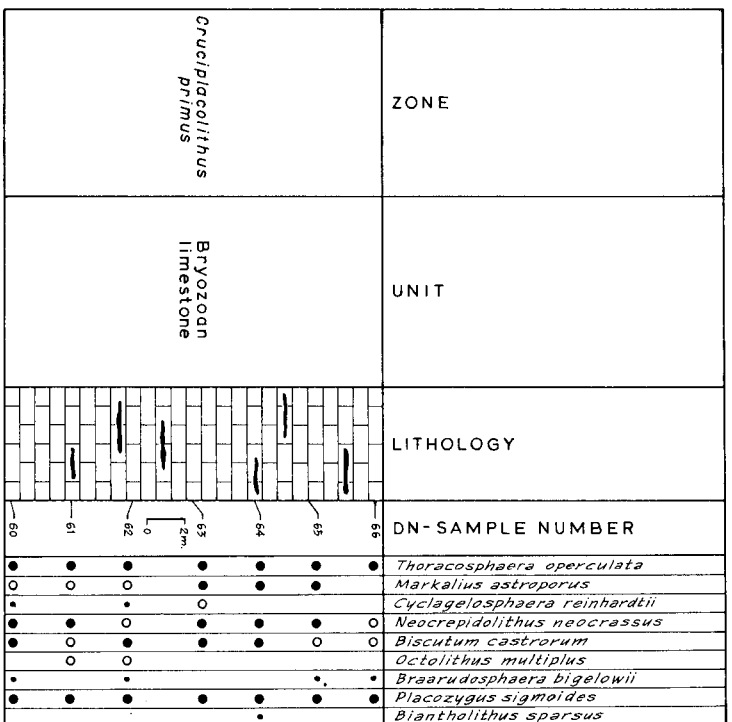 Cruciplacolithus
primus
ZONE
Bryozoan
limestone
UNIT
LITHOLOGY
60 61 62 0 2m. 63 64 65 66
DN-SAMPLE NUMBER
Thoracosphaera operculata
Markalius astroporus
Cyclagelosphaera reinhardtii
Neocrepidolithus neocrassus
Biscutum castrorum
Octolithus multiplus
Braarudosphaera bigelowii
Placozygus sigmoides
Biantholithus sparsus